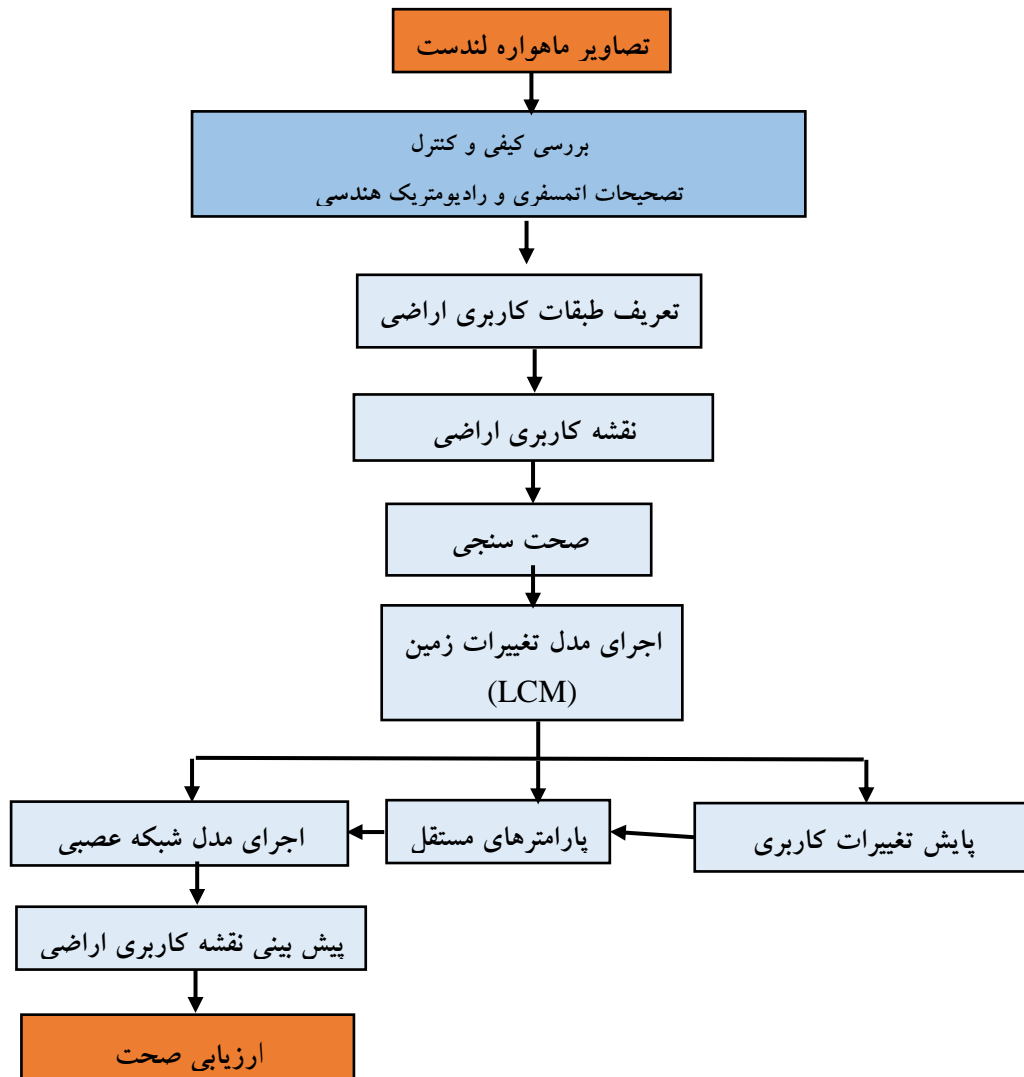 تصاویر ماهواره لندست
بررسی کیفی و کنترل
تصحیحات اتمسفری و رادیومتریک هندسی
تعریف طبقات کاربری اراضی
نقشه کاربری اراضی
صحت سنجی
اجرای مدل تغییرات زمین
(LCM)
پایش تغییرات کاربری
پارامترهای مستقل
اجرای مدل شبکه عصبی
پیش بینی نقشه کاربری اراضی
ارزیابی صحت